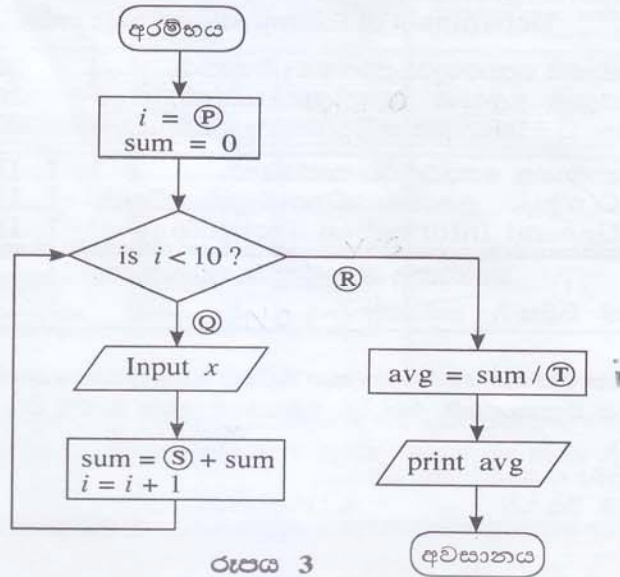 ආරම්භය
i = Ⓟ
sum = 0
is i < 10 ?
Ⓡ
Ⓠ
Input x
avg = sum / Ⓣ
sum = Ⓢ + sum
i = i + 1
print avg
අවසානය
රූපය 3